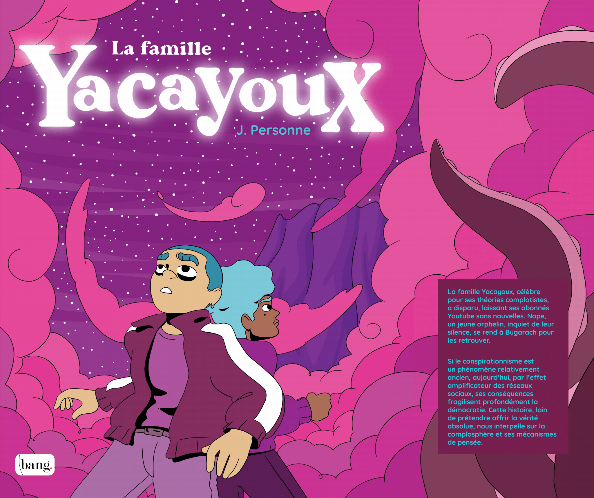 La famille
Yacayoux
J. Personne
La famille Yacayoux, célèbre
pour ses théories complotistes,
a disparu, laissant ses abonnés
Youtube sans nouvelles. Nope,
un jeune orphelin, inquiet de leur
silence, se rend à Bugarach pour
les retrouver.
Si le conspirationnisme est
un phénomène relativement
ancien, aujourd'hui, par l'effet
amplificateur des réseaux
sociaux, ses conséquences
fragilisent profondément la
démocratie. Cette histoire, loin
de prétendre offrir la vérité
absolue, nous interpelle sur la
complosphère et ses mécanismes
de pensée.
bang.